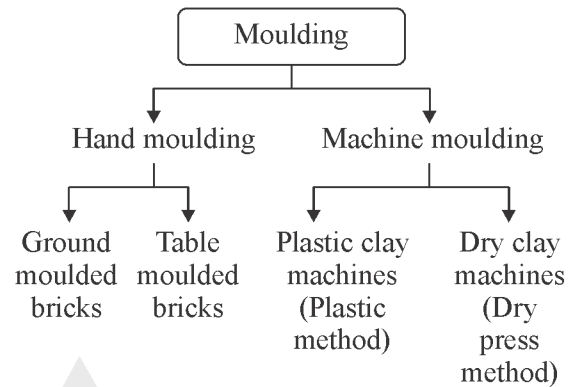 Moulding
Hand moulding
Machine moulding
Ground
moulded
bricks
Table
moulded
bricks
Plastic clay
machines
(Plastic
method)
Dry clay
machines
(Dry
press
method)